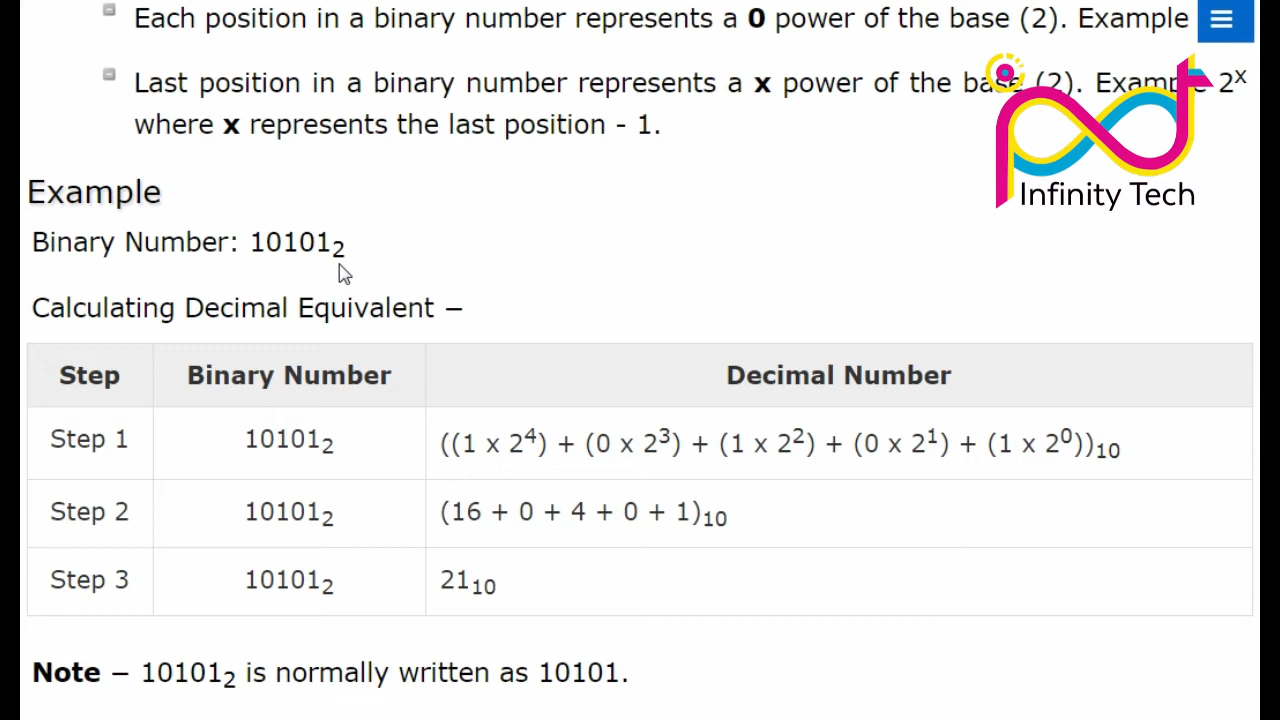 Each position in a binary number represents a 0 power of the base (2). Example
Last position in a binary number represents a x power of the base (2). Example 2ˣ
where x represents the last position - 1.
Infinity Tech
Example
Binary Number: 10101₂
Calculating Decimal Equivalent −
Step Binary Number Decimal Number
Step 1 10101₂ ((1 x 2⁴) + (0 x 2³) + (1 x 2²) + (0 x 2¹) + (1 x 2⁰))₁₀
Step 2 10101₂ (16 + 0 + 4 + 0 + 1)₁₀
Step 3 10101₂ 21₁₀
Note − 10101₂ is normally written as 10101.